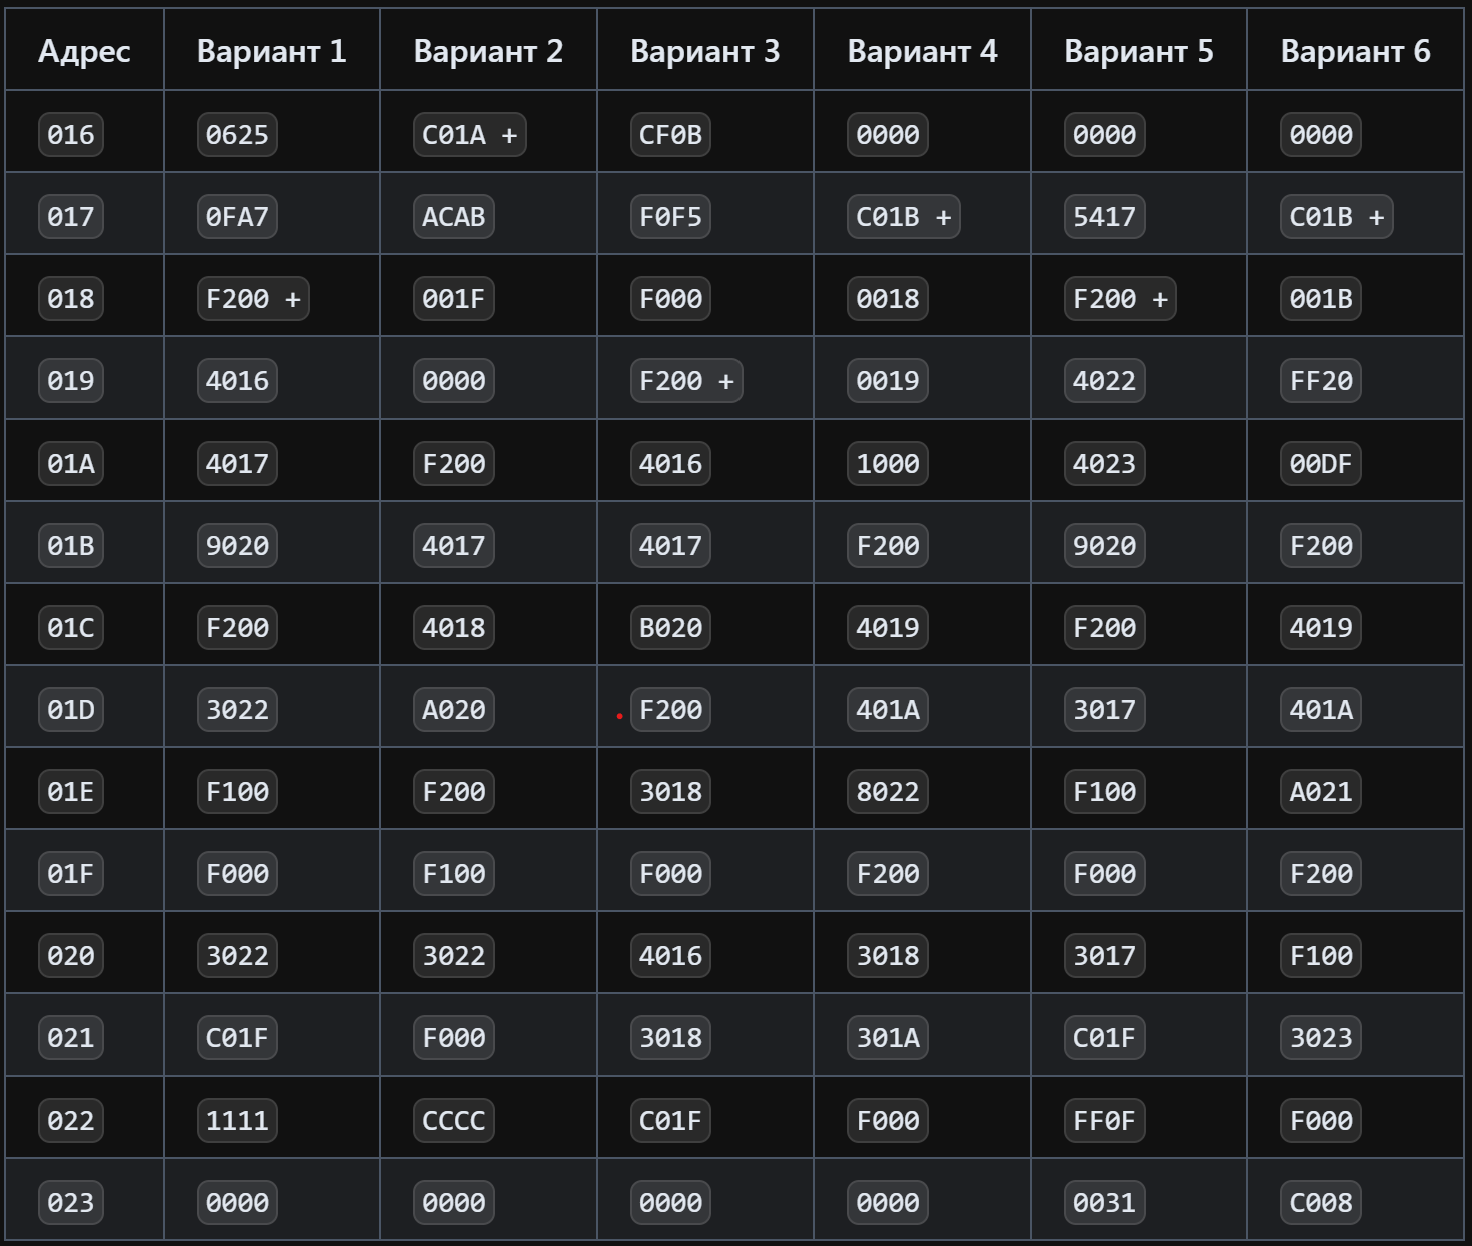 Адрес Вариант 1 Вариант 2 Вариант 3 Вариант 4 Вариант 5 Вариант 6
016 0625 C01A + CF0B 0000 0000 0000
017 0FA7 ACAB F0F5 C01B + 5417 C01B +
018 F200 + 001F F000 0018 F200 + 001B
019 4016 0000 F200 + 0019 4022 FF20
01A 4017 F200 4016 1000 4023 00DF
01B 9020 4017 4017 F200 9020 F200
01C F200 4018 B020 4019 F200 4019
01D 3022 A020 F200 401A 3017 401A
01E F100 F200 3018 8022 F100 A021
01F F000 F100 F000 F200 F000 F200
020 3022 3022 4016 3018 3017 F100
021 C01F F000 3018 301A C01F 3023
022 1111 CCCC C01F F000 FF0F F000
023 0000 0000 0000 0000 0031 C008